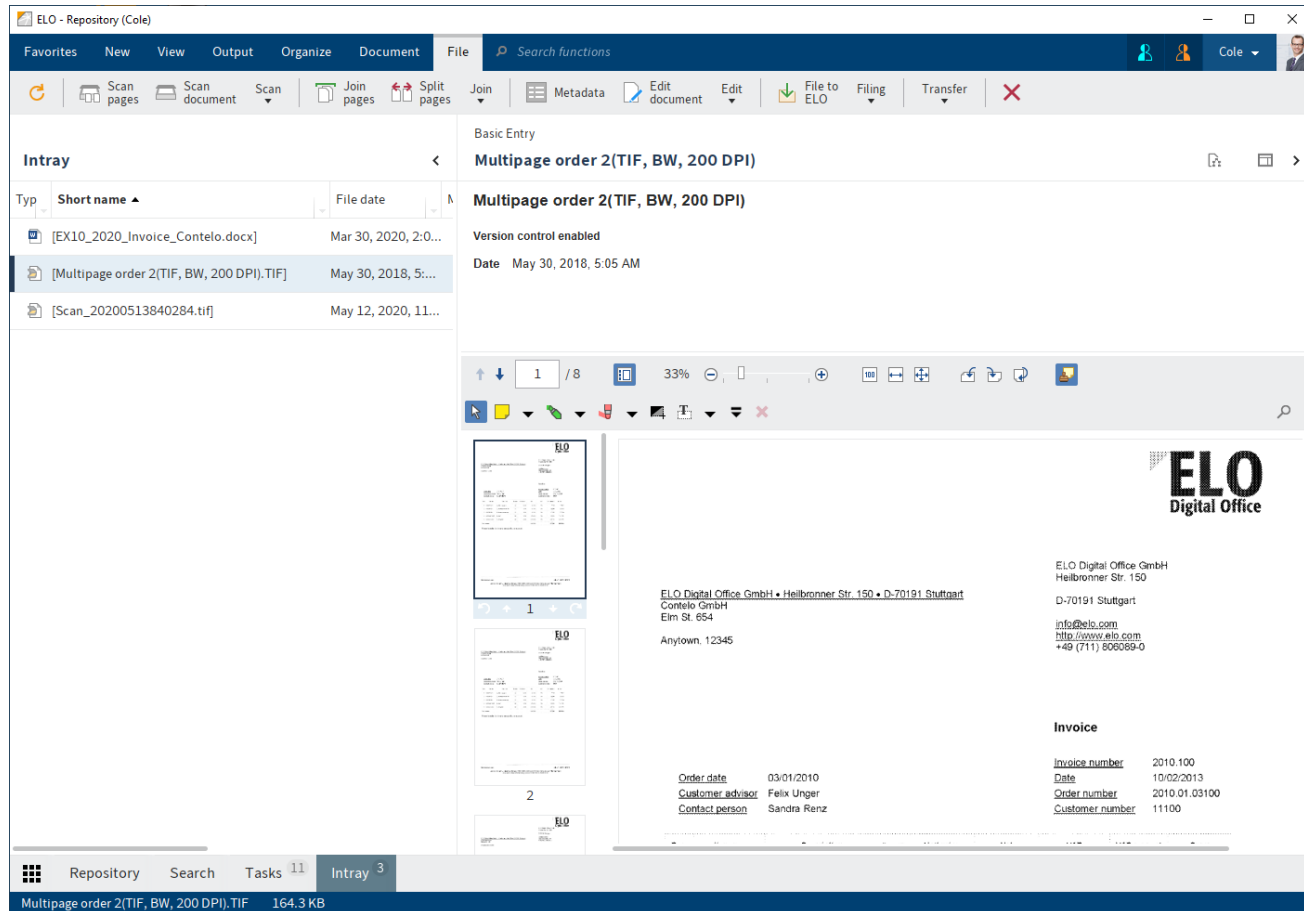 ELO - Repository (Cole)
Favorites New View Output Organize Document File Search functions Cole
Scan pages Scan document Scan Join pages Split pages Join Metadata Edit document Edit File to ELO Filing Transfer
Basic Entry
Intray
Multipage order 2(TIF, BW, 200 DPI)
Typ Short name File date
Multipage order 2(TIF, BW, 200 DPI)
[EX10_2020_Invoice_Contelo.docx] Mar 30, 2020, 2:0...
Version control enabled
[Multipage order 2(TIF, BW, 200 DPI).TIF] May 30, 2018, 5:...
Date May 30, 2018, 5:05 AM
[Scan_20200513840284.tif] May 12, 2020, 11...
1 / 8 33% 100
ELO
Digital Office
ELO Digital Office GmbH
Heilbronner Str. 150
D-70191 Stuttgart
info@elo.com
http://www.elo.com
+49 (711) 806089-0
ELO Digital Office GmbH • Heilbronner Str. 150 • D-70191 Stuttgart
Contelo GmbH
Elm St. 654
Anytown, 12345
Invoice
Invoice number 2010.100
Date 10/02/2013
Order number 2010.01.03100
Customer number 11100
Order date 03/01/2010
Customer advisor Felix Unger
Contact person Sandra Renz
ELO
1
ELO
2
ELO
Repository Search Tasks 11 Intray 3
Multipage order 2(TIF, BW, 200 DPI).TIF 164.3 KB